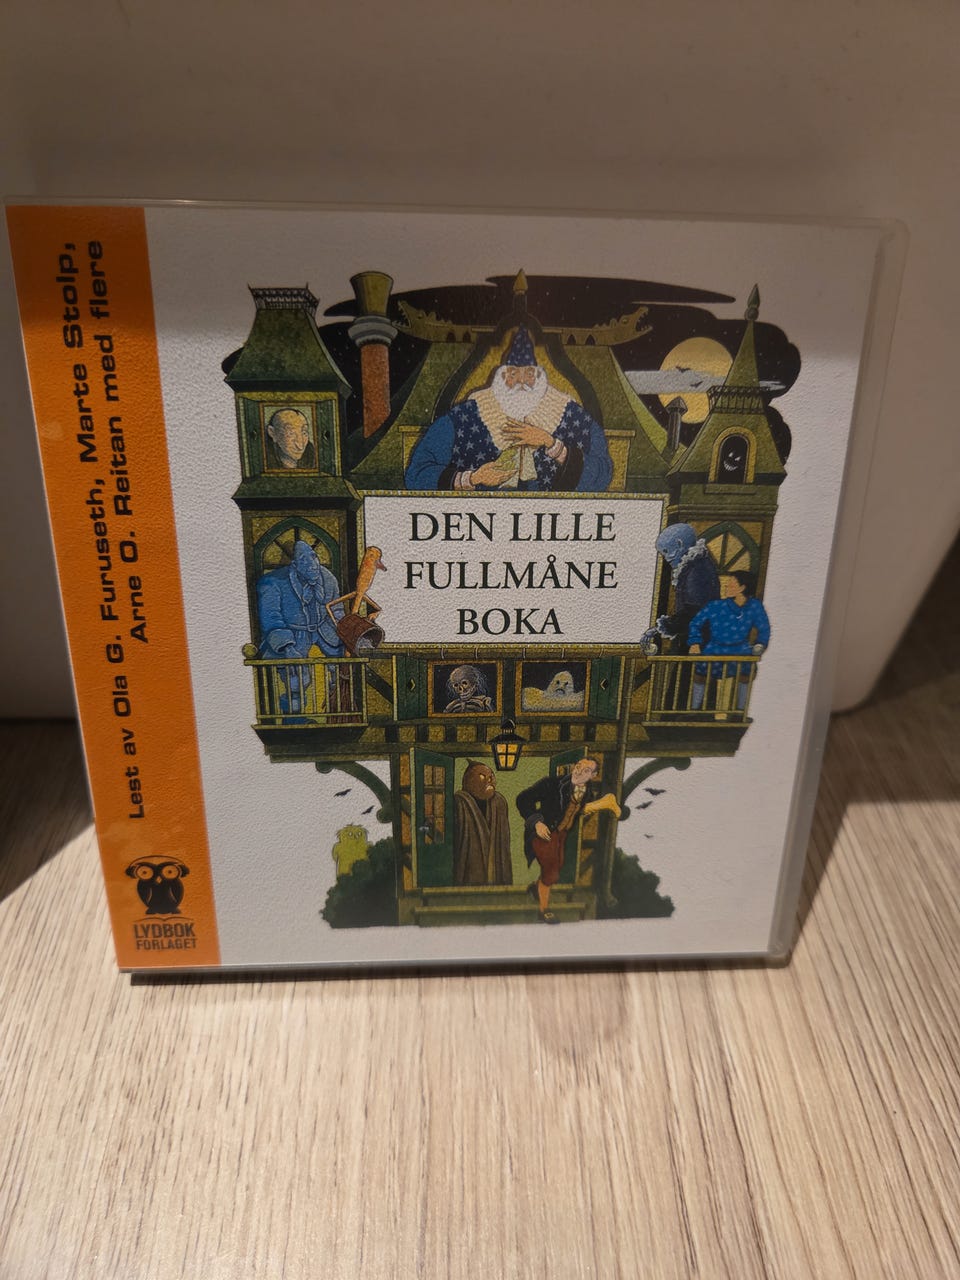 Lest av Ola G. Furuseth, Marte Stolp,
Arne O. Reitan med flere
DEN LILLE
FULLMÅNE
BOKA
LYDBOK
FORLAGET